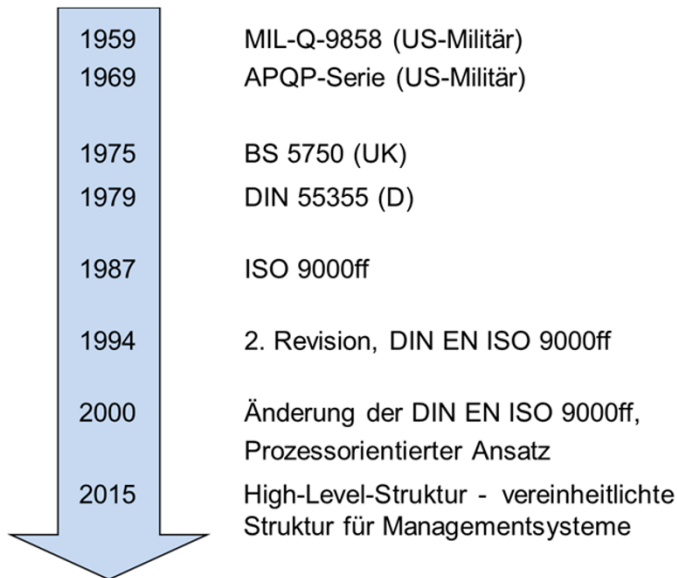 1959 MIL-Q-9858 (US-Militär)
1969 APQP-Serie (US-Militär)
1975 BS 5750 (UK)
1979 DIN 55355 (D)
1987 ISO 9000ff
1994 2. Revision, DIN EN ISO 9000ff
2000 Änderung der DIN EN ISO 9000ff,
Prozessorientierter Ansatz
2015 High-Level-Struktur - vereinheitlichte
Struktur für Managementsysteme